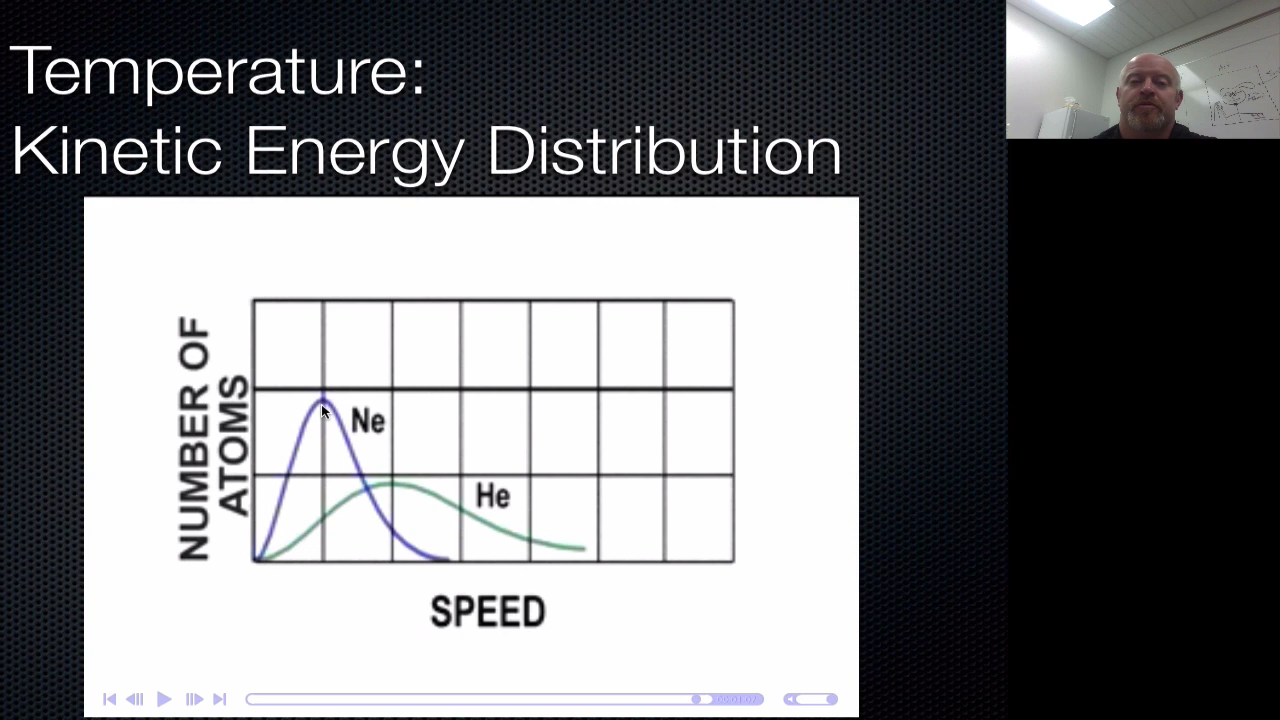 Temperature:
Kinetic Energy Distribution
NUMBER OF
ATOMS
Ne
He
SPEED